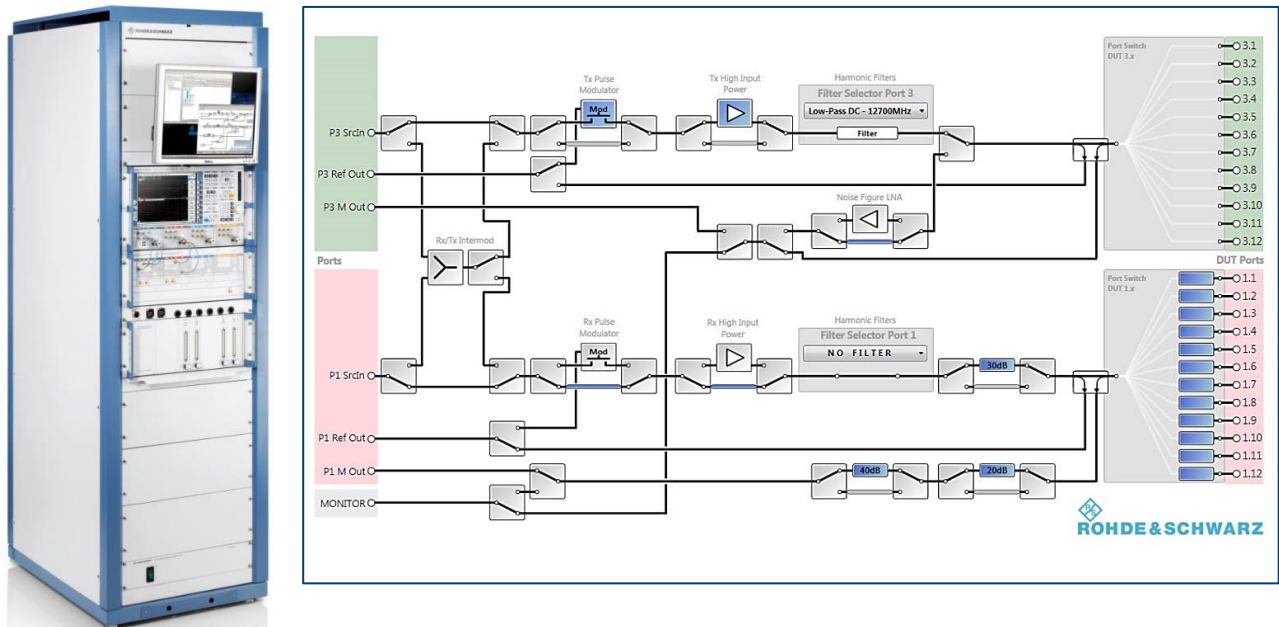 ROHDE&SCHWARZ
Port Switch
DUT 3.x
3.1
3.2
3.3
3.4
3.5
3.6
3.7
3.8
3.9
3.10
3.11
3.12
Tx Pulse
Modulator
Mod
Tx High Input
Power
Harmonic Filters
Filter Selector Port 3
Low-Pass DC - 12700MHz
Filter
P3 SrcIn
P3 Ref Out
P3 M Out
Noise Figure LNA
Rx/Tx Intermod
Ports
DUT Ports
Port Switch
DUT 1.x
1.1
1.2
1.3
1.4
1.5
1.6
1.7
1.8
1.9
1.10
1.11
1.12
Rx Pulse
Modulator
Mod
Rx High Input
Power
Harmonic Filters
Filter Selector Port 1
NO FILTER
30dB
P1 SrcIn
P1 Ref Out
P1 M Out
40dB
20dB
MONITOR
ROHDE&SCHWARZ